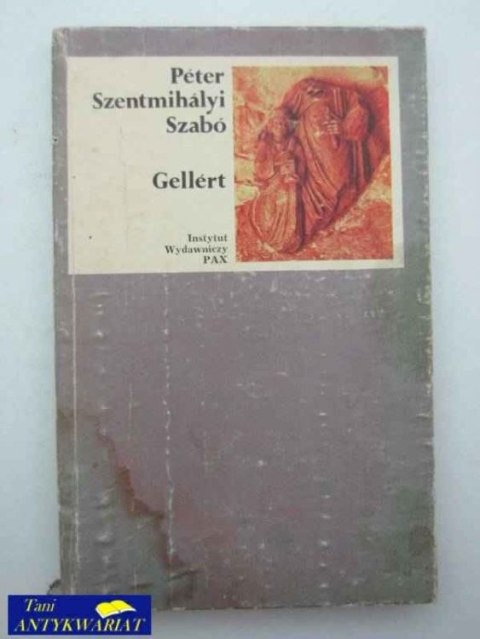 Péter
Szentmihályi
Szabó
Gellért
Instytut
Wydawniczy
PAX
Tani
ANTYKWARIAT